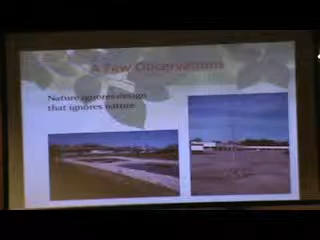 A Few Observations
Nature ignores design
that ignores nature